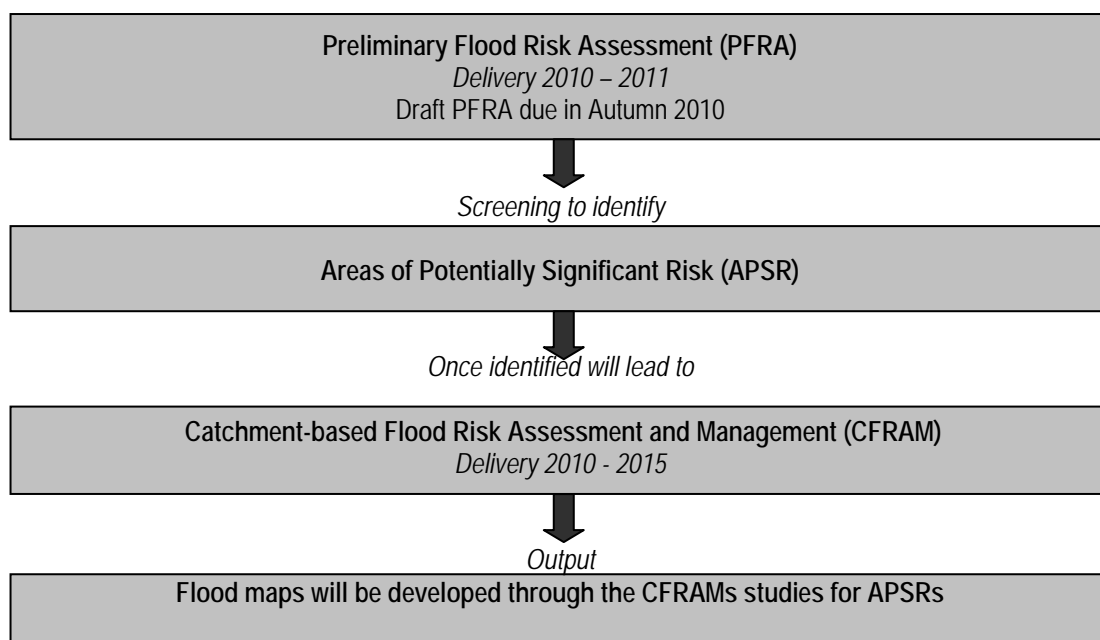 Preliminary Flood Risk Assessment (PFRA)
Delivery 2010 – 2011
Draft PFRA due in Autumn 2010
Screening to identify
Areas of Potentially Significant Risk (APSR)
Once identified will lead to
Catchment-based Flood Risk Assessment and Management (CFRAM)
Delivery 2010 - 2015
Output
Flood maps will be developed through the CFRAMs studies for APSRs